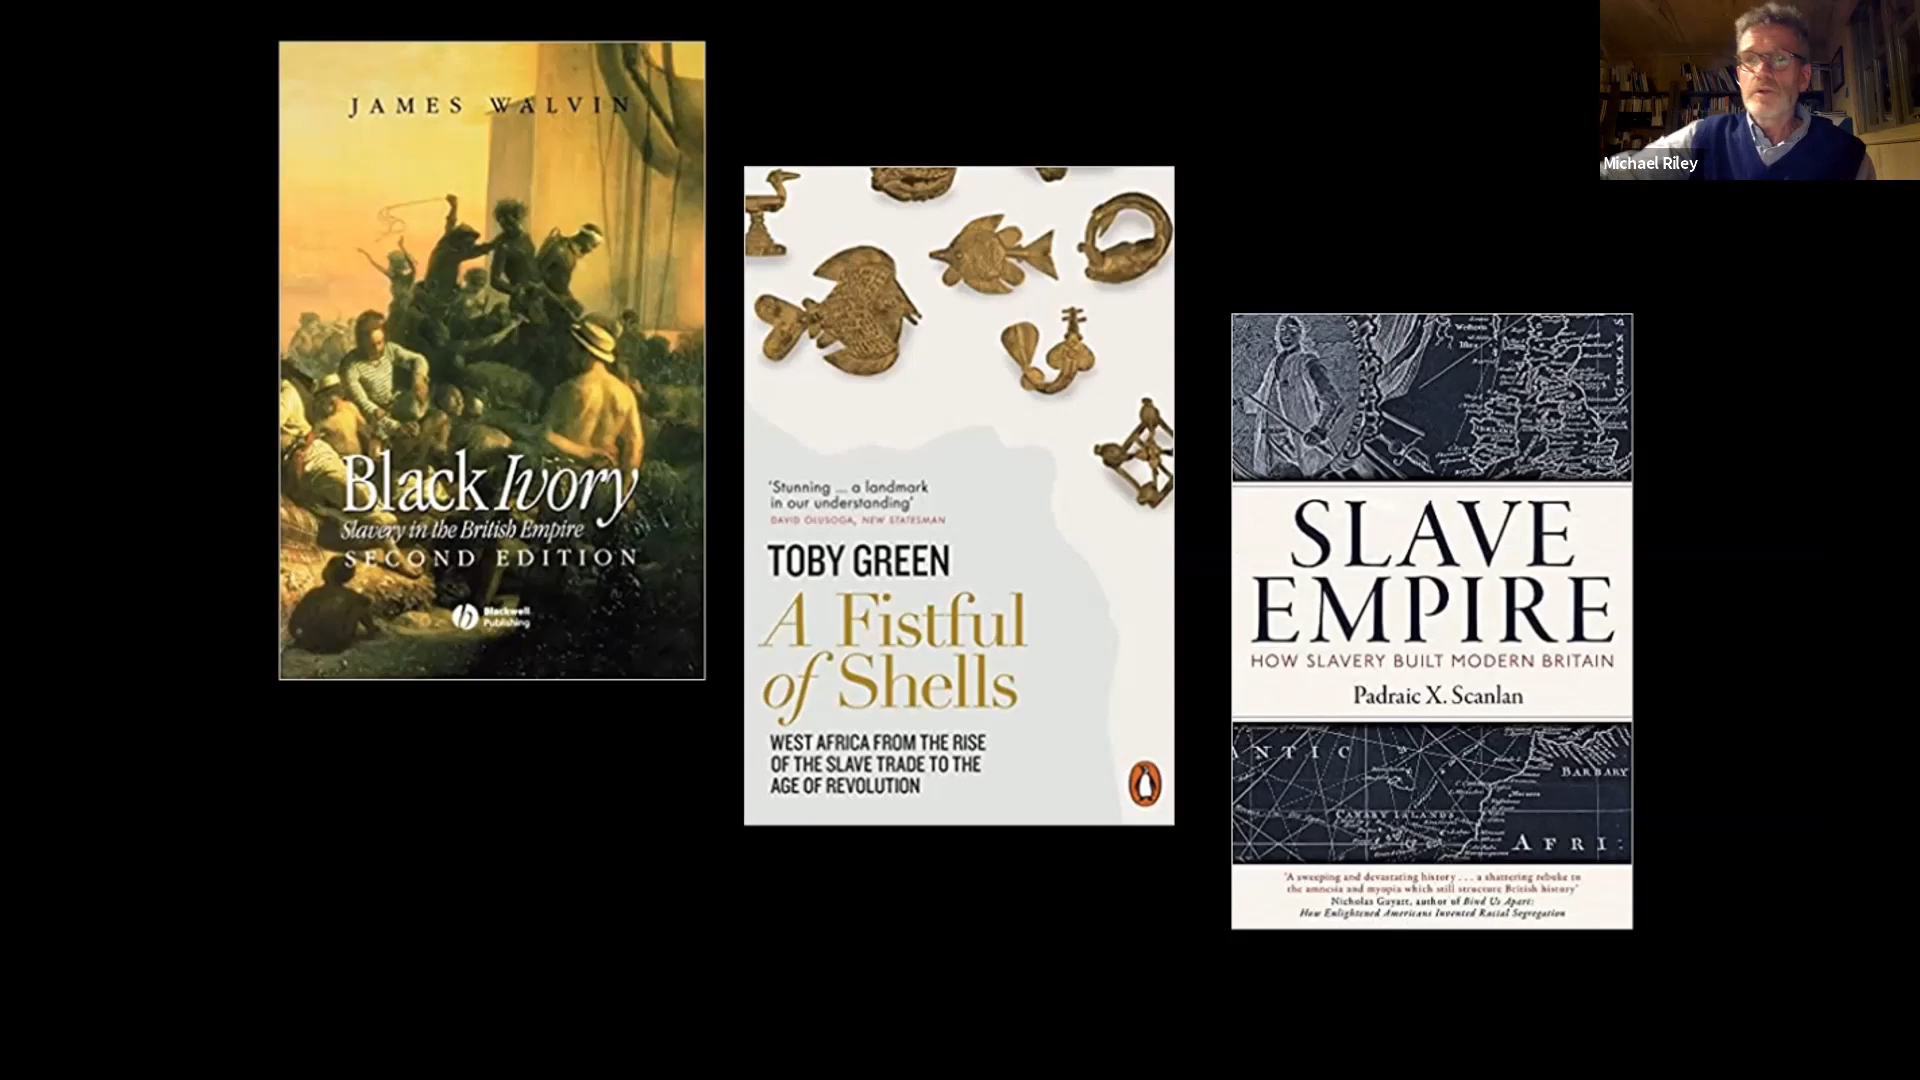 JAMES WALVIN
Black Ivory
Slavery in the British Empire
SECOND EDITION
Blackwell
Publishing
'Stunning ... a landmark
in our understanding'
DAVID OLUSOGA, NEW STATESMAN
TOBY GREEN
A Fistful
of Shells
WEST AFRICA FROM THE RISE
OF THE SLAVE TRADE TO THE
AGE OF REVOLUTION
GERMAN S
SLAVE
EMPIRE
HOW SLAVERY BUILT MODERN BRITAIN
Padraic X. Scanlan
NTIC
BARBARY
CANARY ISLANDS
AFRI
'A sweeping and devastating history . . . a shattering rebuke to
the amnesia and myopia which still structure British history'
Nicholas Guyatt, author of Bind Us Apart:
How Enlightened Americans Invented Racial Segregation
Michael Riley